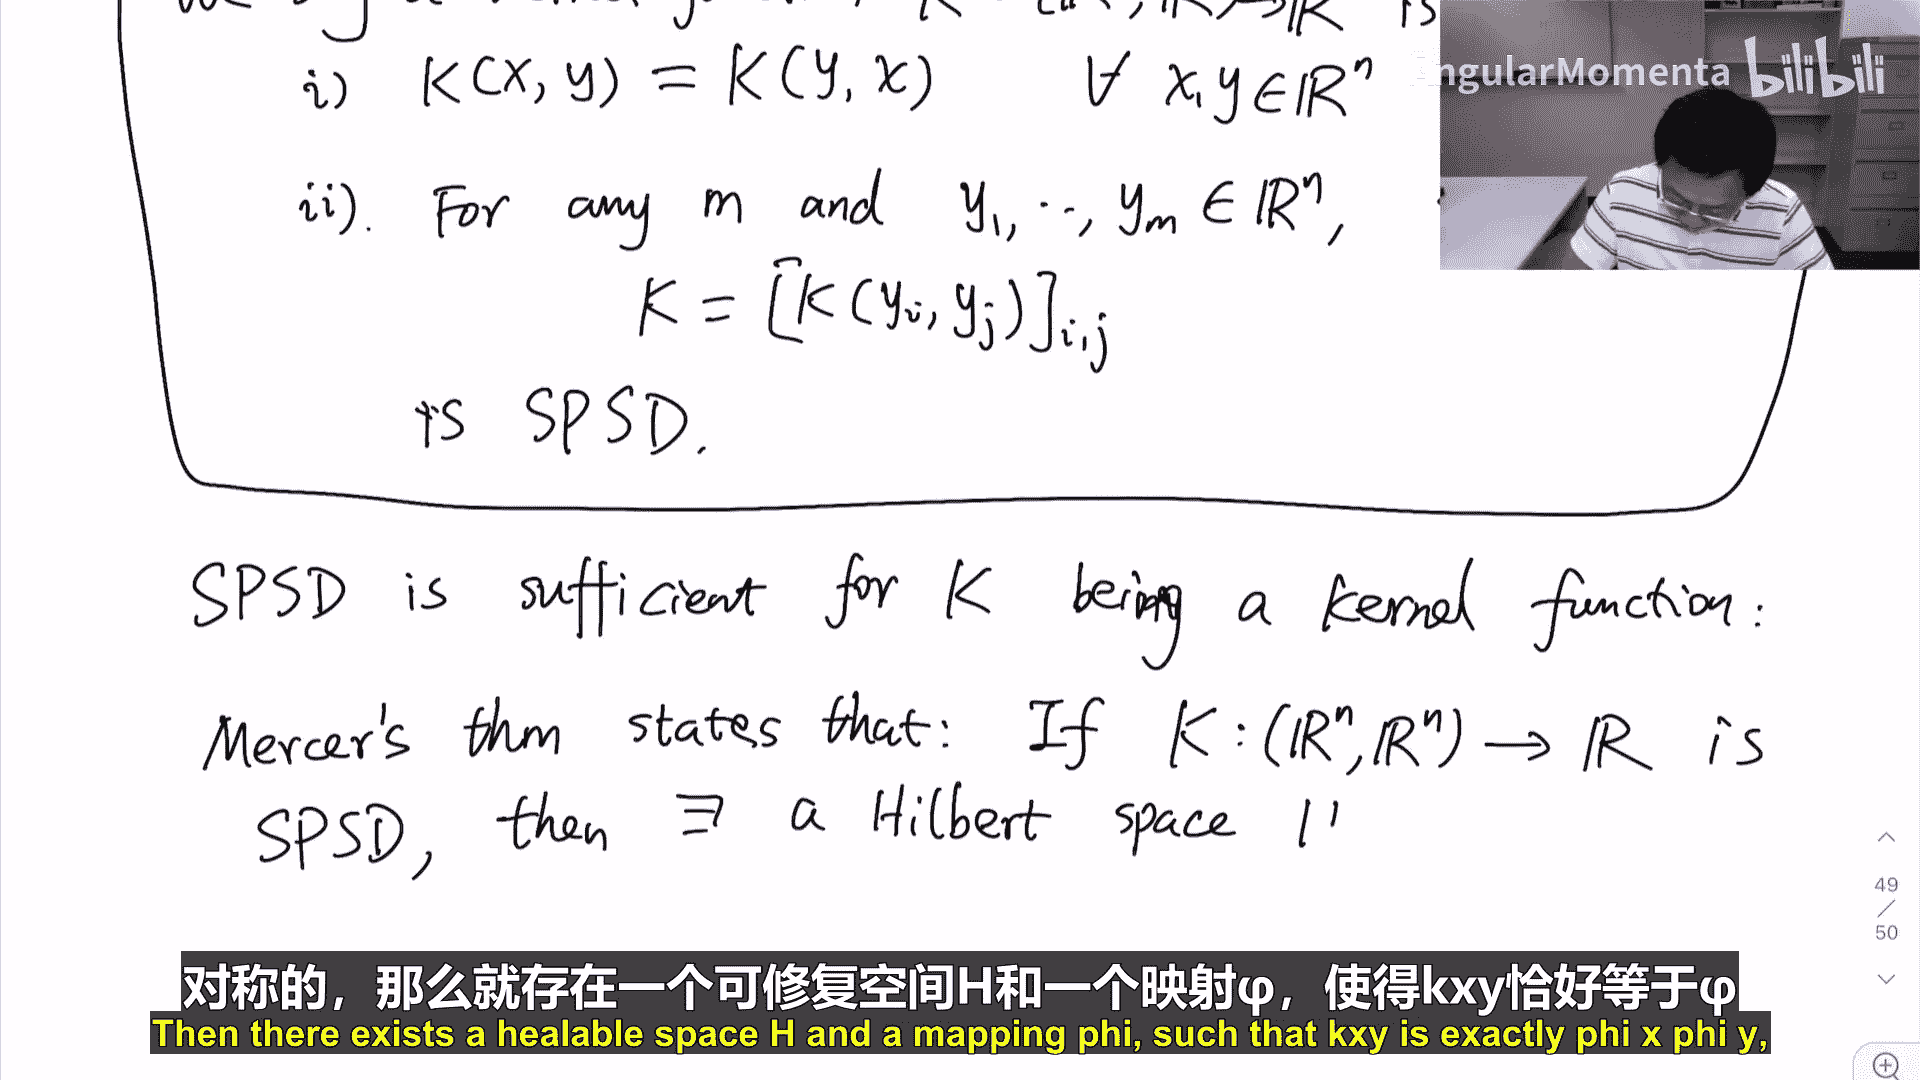 i) K(x, y) = K(y, x) ∀ x, y ∈ ℝⁿ
ngularMomenta bilibili
ii). For any m and y₁, ··, yₘ ∈ ℝⁿ,
K = [K(yᵢ, yⱼ)]ᵢ,ⱼ
is SPSD.
SPSD is sufficient for K being a kernel function:
Mercer's thm states that: If K : (ℝⁿ, ℝⁿ) → ℝ is
SPSD, then ∃ a Hilbert space
49
/
50
对称的，那么就存在一个可修复空间H和一个映射φ，使得kxy恰好等于φ
Then there exists a healable space H and a mapping phi, such that kxy is exactly phi x phi y,